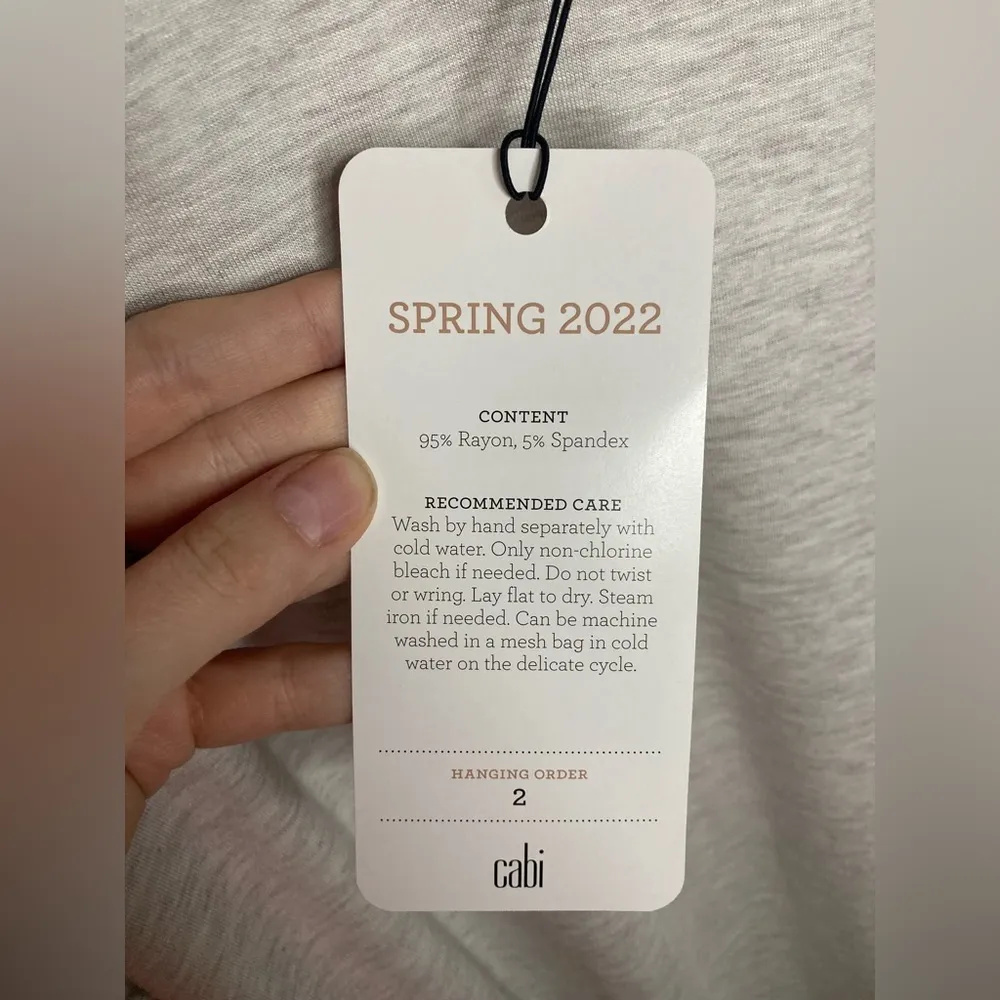 SPRING 2022
CONTENT
95% Rayon, 5% Spandex
RECOMMENDED CARE
Wash by hand separately with
cold water. Only non-chlorine
bleach if needed. Do not twist
or wring. Lay flat to dry. Steam
iron if needed. Can be machine
washed in a mesh bag in cold
water on the delicate cycle.
HANGING ORDER
2
cabi